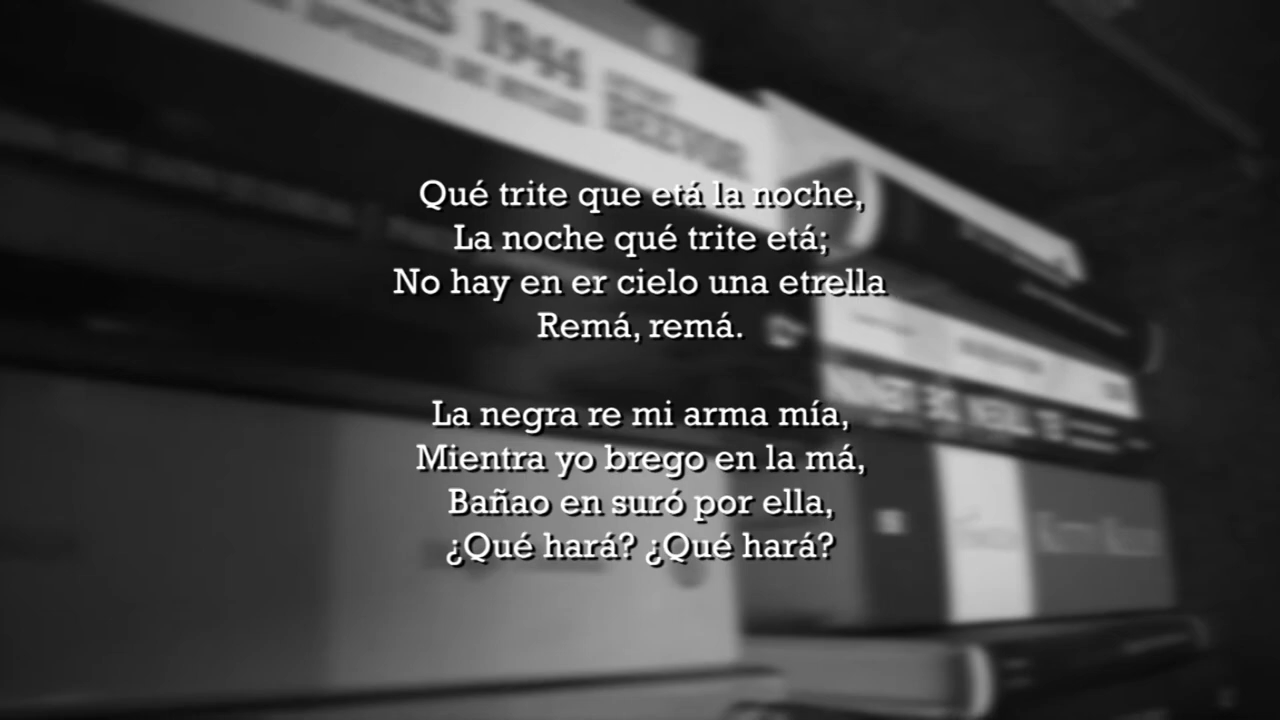 1944
BEEVOR
Qué trite que etá la noche,
La noche qué trite etá;
No hay en er cielo una etrella
Remá, remá.
La negra re mi arma mía,
Mientra yo brego en la má,
Bañao en suró por ella,
¿Qué hará? ¿Qué hará?